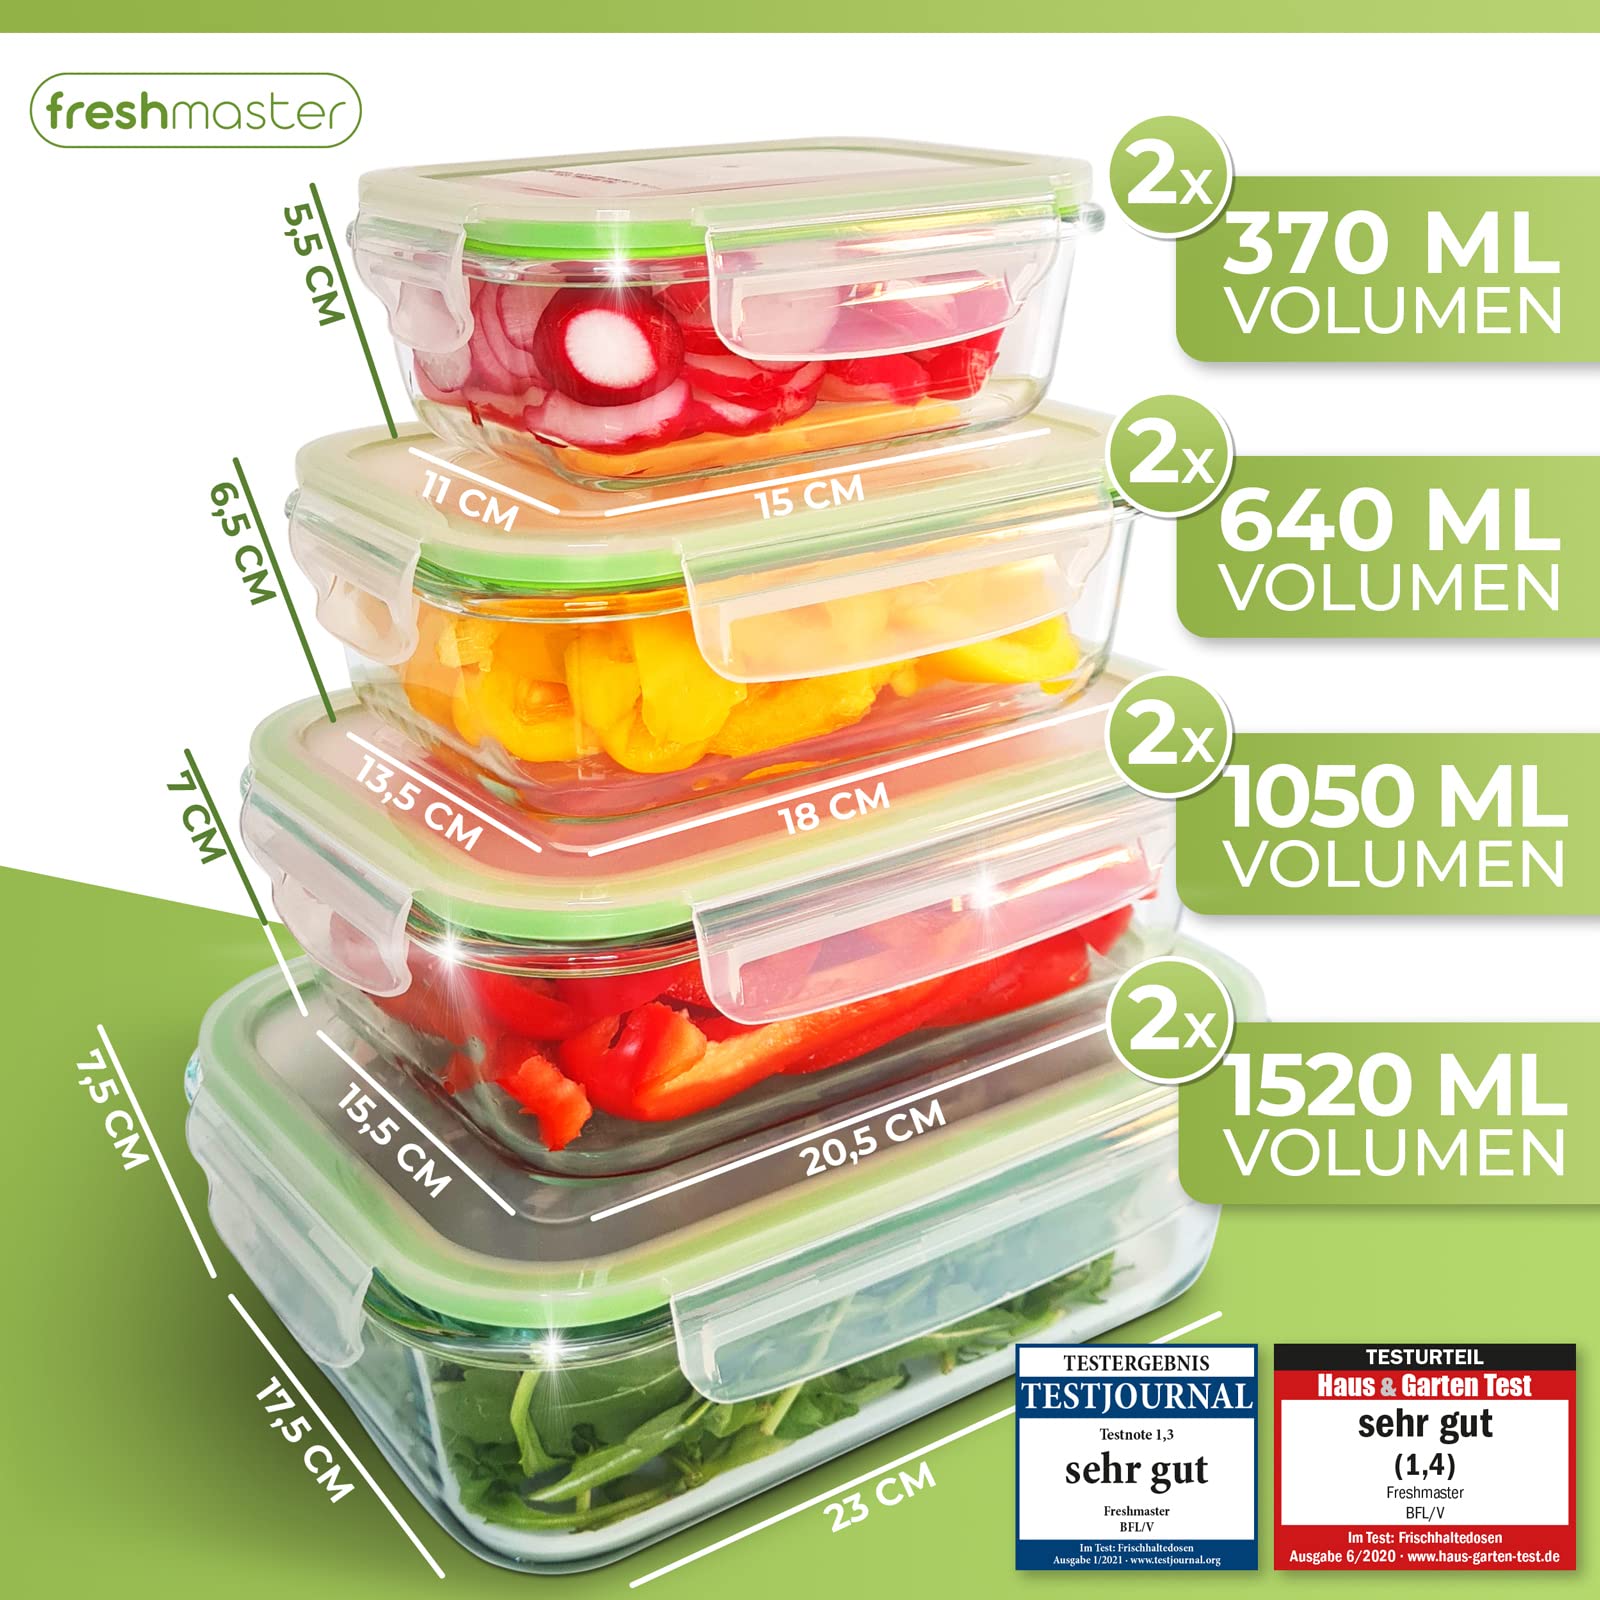 freshmaster
2x
370 ML
VOLUMEN
5,5 CM
11 CM
15 CM
2x
640 ML
VOLUMEN
6,5 CM
13,5 CM
18 CM
2x
1050 ML
VOLUMEN
7 CM
15,5 CM
20,5 CM
2x
1520 ML
VOLUMEN
7,5 CM
17,5 CM
23 CM
TESTERGEBNIS
TESTJOURNAL
Testnote 1,3
sehr gut
Freshmaster
BFL/V
Im Test: Frischhaltedosen
Ausgabe 1/2021 · www.testjournal.org
TESTURTEIL
Haus & Garten Test
sehr gut
(1,4)
Freshmaster
BFL/V
Im Test: Frischhaltedosen
Ausgabe 6/2020 · www.haus-garten-test.de